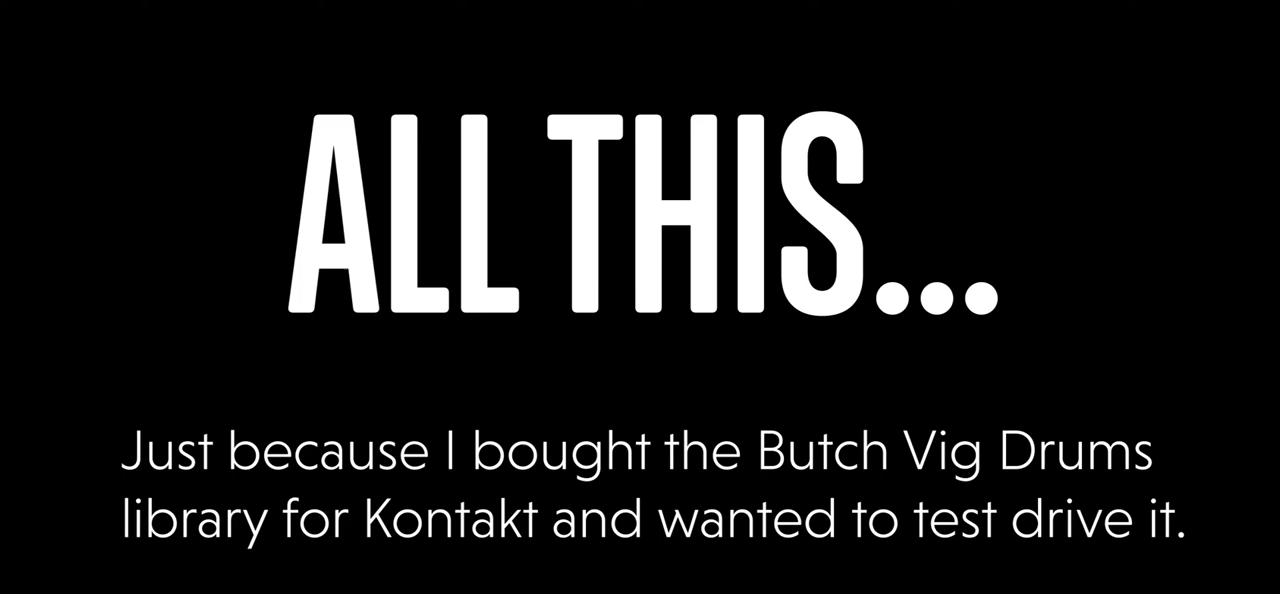 ALL THIS...
Just because I bought the Butch Vig Drums
library for Kontakt and wanted to test drive it.